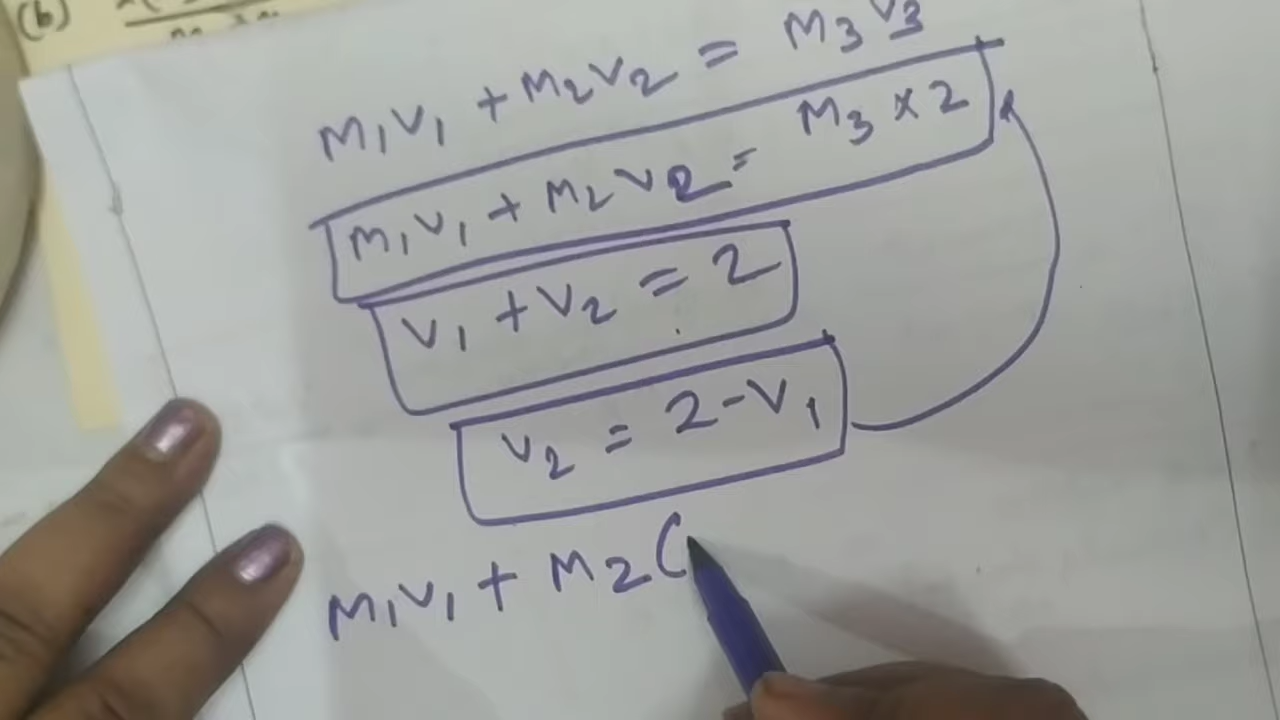 (b)
M₁V₁ + M₂V₂ = M₃V₃
M₁V₁ + M₂V₂ = M₃ × 2
V₁ + V₂ = 2
V₂ = 2 - V₁
M₁V₁ + M₂(